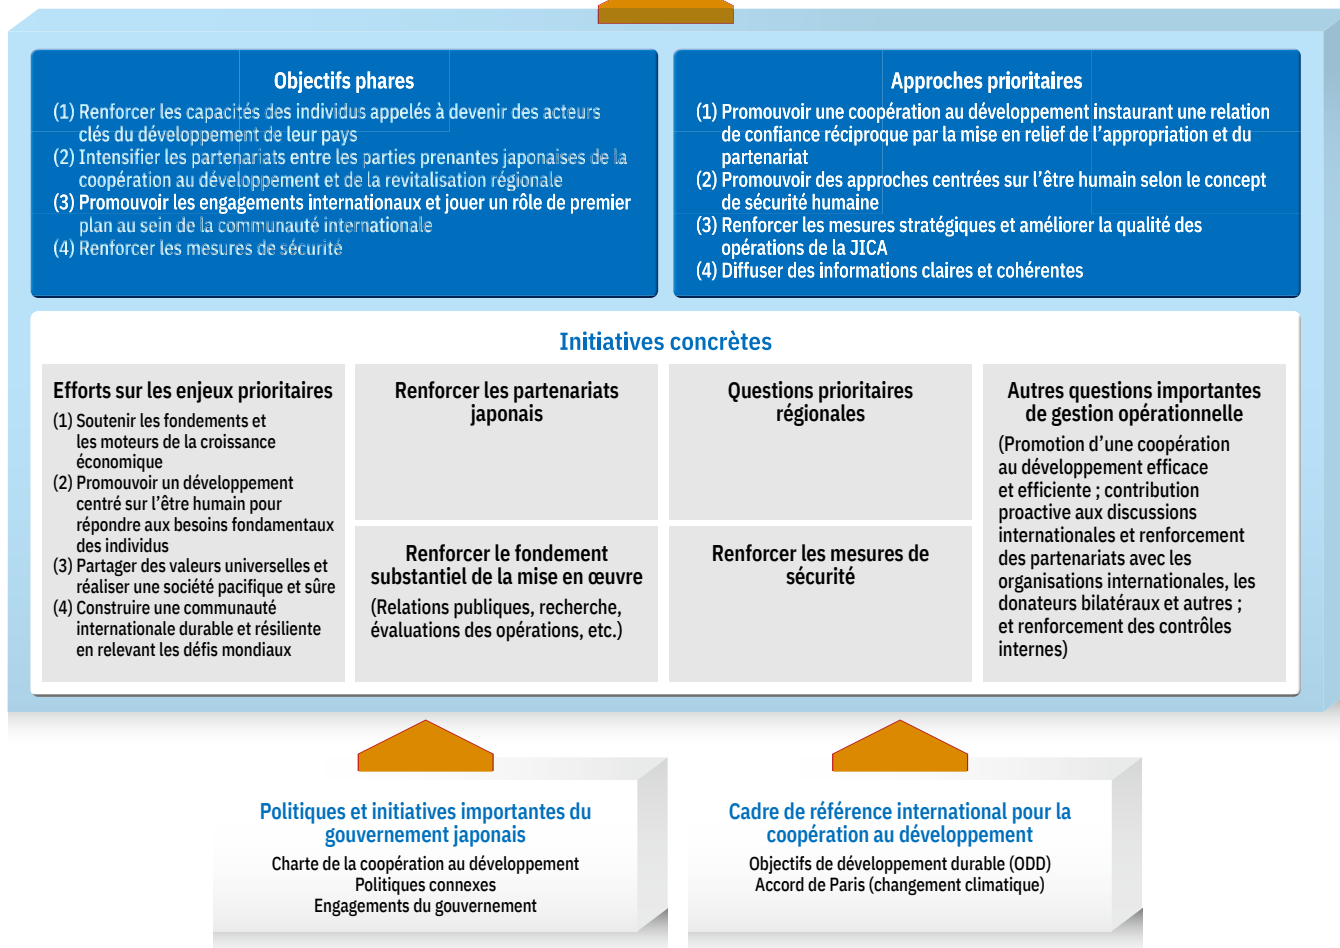 Objectifs phares
(1) Renforcer les capacités des individus appelés à devenir des acteurs
clés du développement de leur pays
(2) Intensifier les partenariats entre les parties prenantes japonaises de la
coopération au développement et de la revitalisation régionale
(3) Promouvoir les engagements internationaux et jouer un rôle de premier
plan au sein de la communauté internationale
(4) Renforcer les mesures de sécurité
Approches prioritaires
(1) Promouvoir une coopération au développement instaurant une relation
de confiance réciproque par la mise en relief de l’appropriation et du
partenariat
(2) Promouvoir des approches centrées sur l’être humain selon le concept
de sécurité humaine
(3) Renforcer les mesures stratégiques et améliorer la qualité des
opérations de la JICA
(4) Diffuser des informations claires et cohérentes
Initiatives concrètes
Efforts sur les enjeux prioritaires
(1) Soutenir les fondements et
les moteurs de la croissance
économique
(2) Promouvoir un développement
centré sur l’être humain pour
répondre aux besoins fondamentaux
des individus
(3) Partager des valeurs universelles et
réaliser une société pacifique et sûre
(4) Construire une communauté
internationale durable et résiliente
en relevant les défis mondiaux
Renforcer les partenariats
japonais
Questions prioritaires
régionales
Renforcer le fondement
substantiel de la mise en œuvre
(Relations publiques, recherche,
évaluations des opérations, etc.)
Renforcer les mesures de
sécurité
Autres questions importantes
de gestion opérationnelle
(Promotion d’une coopération
au développement efficace
et efficiente ; contribution
proactive aux discussions
internationales et renforcement
des partenariats avec les
organisations internationales, les
donateurs bilatéraux et autres ;
et renforcement des contrôles
internes)
Politiques et initiatives importantes du
gouvernement japonais
Charte de la coopération au développement
Politiques connexes
Engagements du gouvernement
Cadre de référence international pour la
coopération au développement
Objectifs de développement durable (ODD)
Accord de Paris (changement climatique)